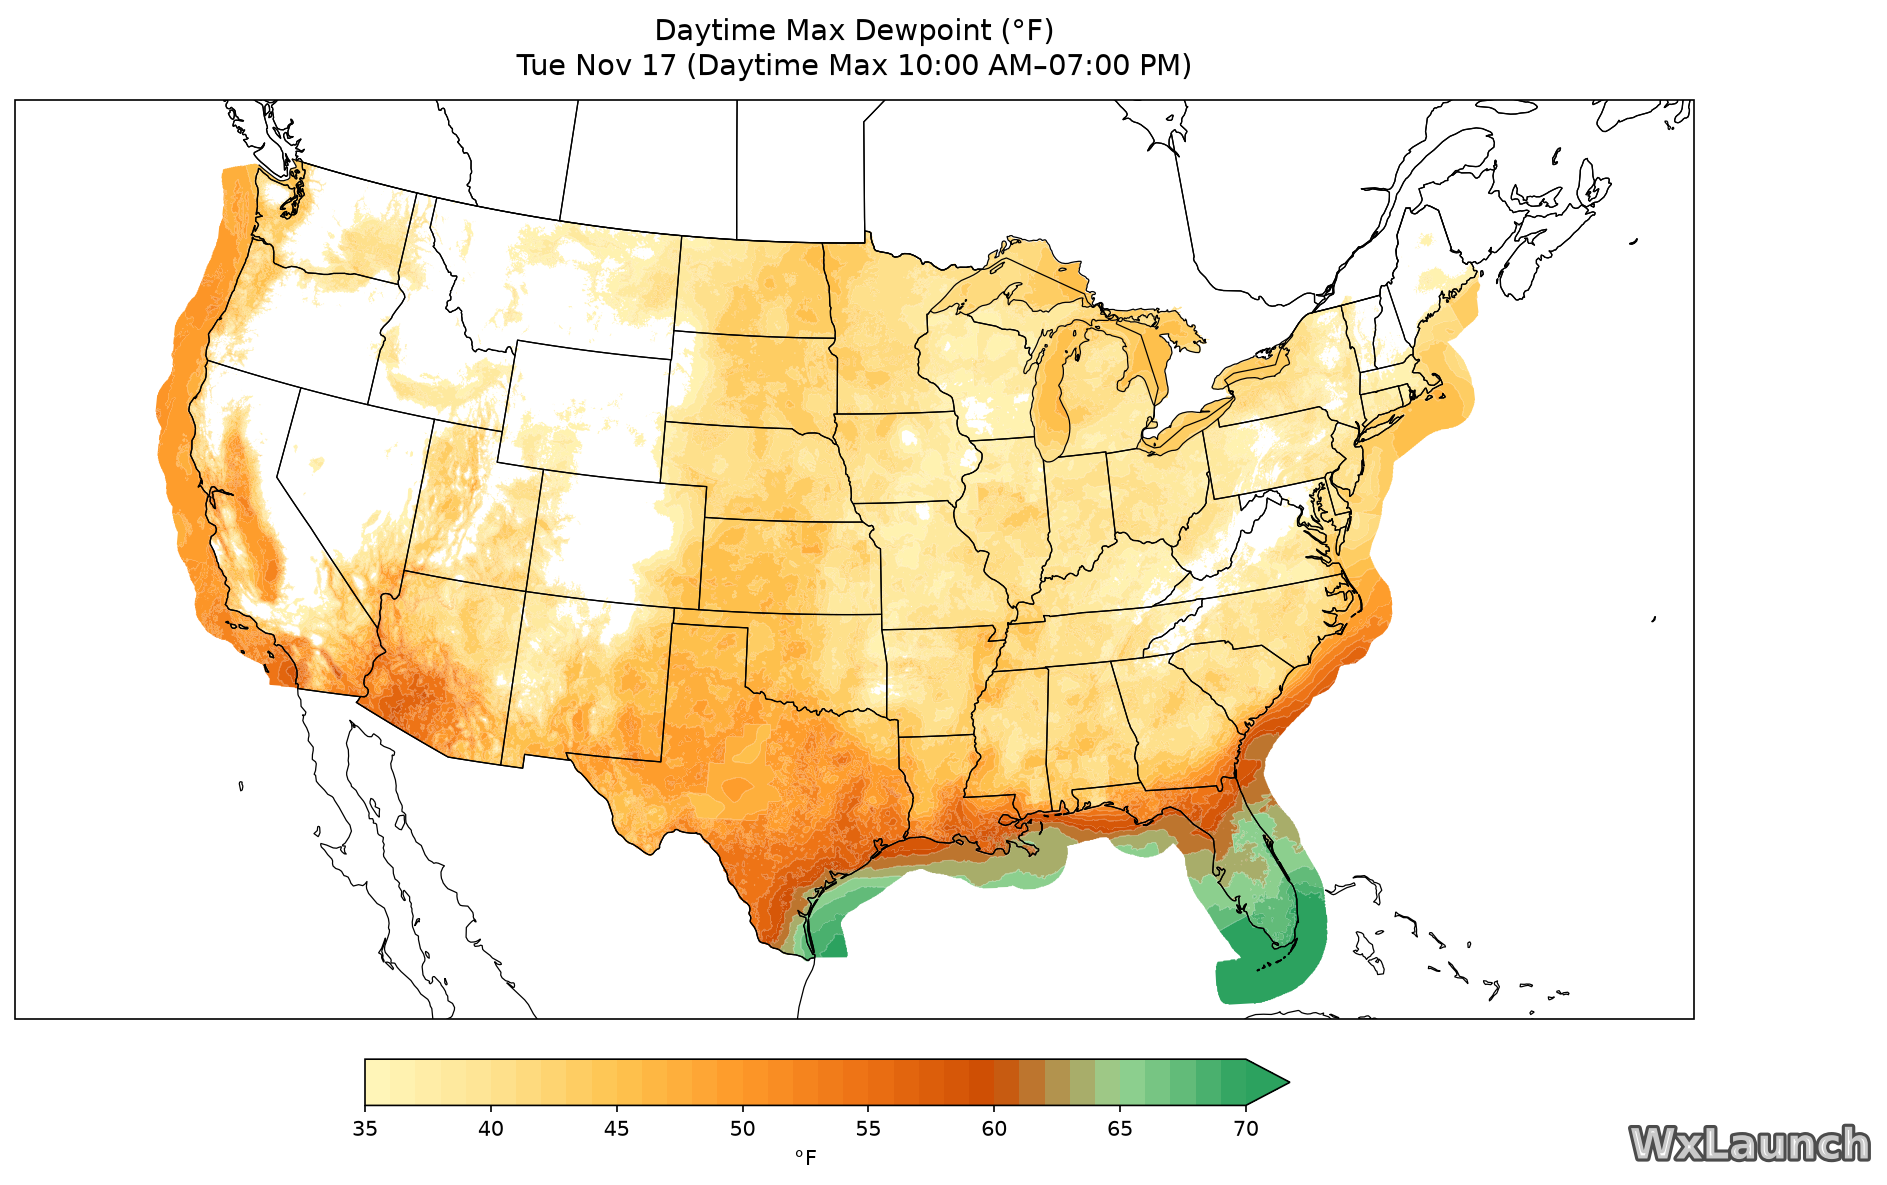 Daytime Max Dewpoint (°F)
Tue Nov 17 (Daytime Max 10:00 AM–07:00 PM)
35 40 45 50 55 60 65 70
°F
WxLaunch